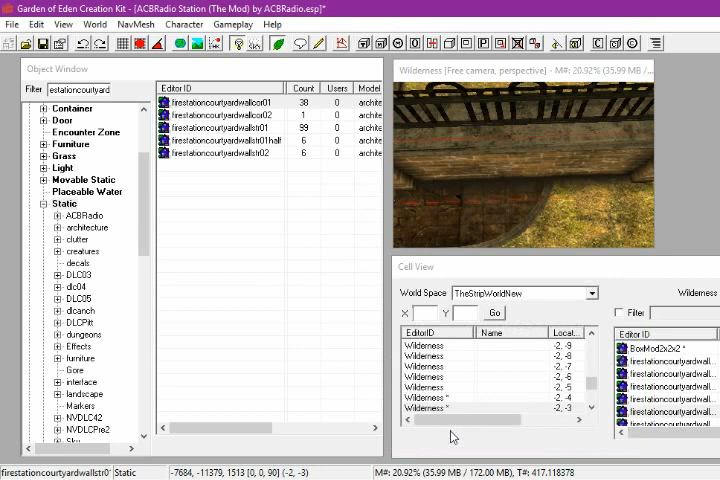 Garden of Eden Creation Kit - [ACBRadio Station (The Mod) by ACBRadio.esp]*
File Edit View World NavMesh Character Gameplay Help
Object Window
Filter estationcourtyard
Container
Door
Encounter Zone
Furniture
Grass
Light
Movable Static
Placeable Water
Static
ACBRadio
architecture
clutter
creatures
decals
DLC03
dlc04
DLC05
dlcanch
DLCPitt
dungeons
Effects
furniture
Gore
interface
landscape
Markers
NVDLC42
NVDLCPre2
Editor ID Count Users Model
firestationcourtyardwallcor01 38 0 archite
firestationcourtyardwallcor02 1 0 archite
firestationcourtyardwallstr01 99 0 archite
firestationcourtyardwallstr01half 6 0 archite
firestationcourtyardwallstr02 6 0 archite
Wilderness [Free camera, perspective] - M#: 20.92% (35.99 MB /...
Cell View
World Space TheStripWorldNew Wilderness
X Y Go Filter
EditorID Name Locat...
Wilderness -2, -9
Wilderness -2, -8
Wilderness -2, -7
Wilderness -2, -6
Wilderness -2, -5
Wilderness * -2, -4
Wilderness * -2, -3
Editor ID
BoxMod2x2x2 *
firestationcourtyardwall...
firestationcourtyardwall...
firestationcourtyardwall...
firestationcourtyardwall...
firestationcourtyardwall...
firestationcourtyardwallstr0 Static -7684, -11379, 1513 [0, 0, 90] (-2, -3) M#: 20.92% (35.99 MB / 172.00 MB) T#: 417.118378